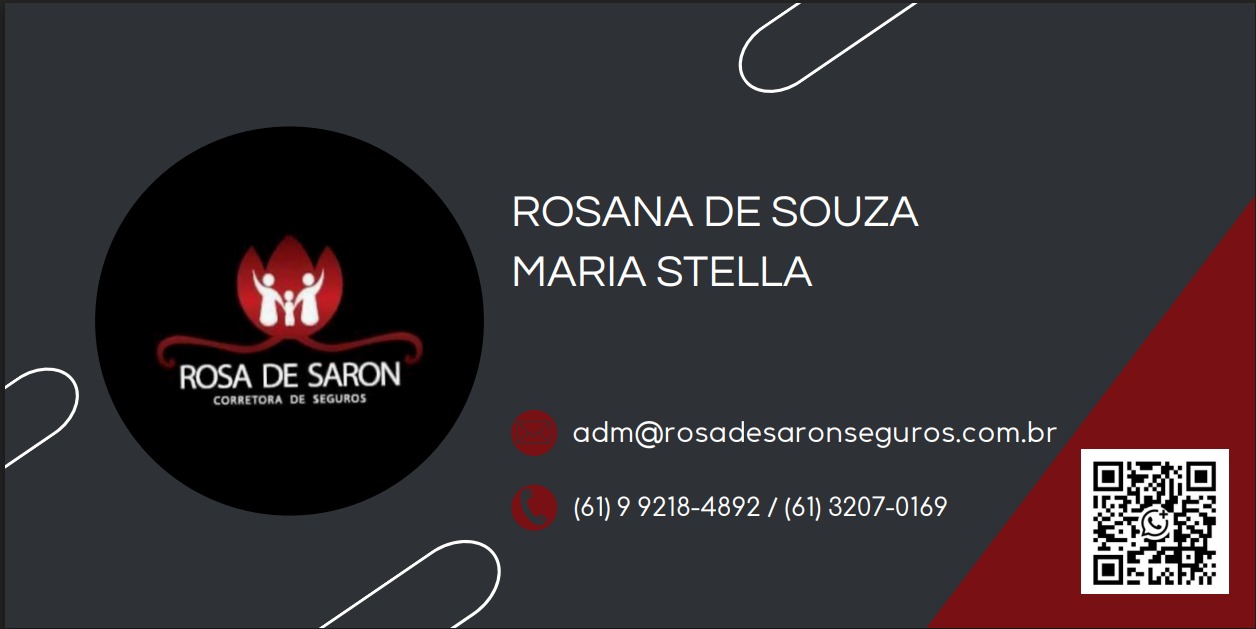 ROSANA DE SOUZA
MARIA STELLA
ROSA DE SARON
CORRETORA DE SEGUROS
adm@rosadesaronseguros.com.br
(61) 9 9218-4892 / (61) 3207-0169